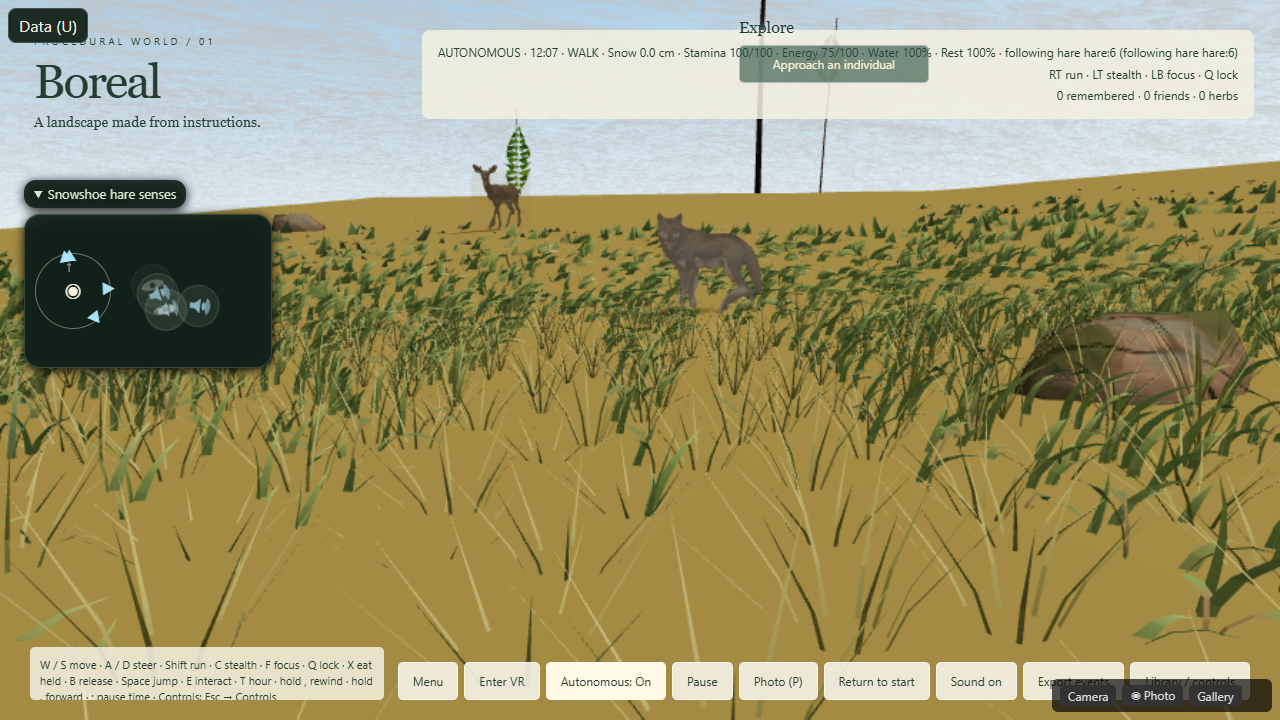 Data (U)
PROCEDURAL WORLD / 01
Boreal
A landscape made from instructions.
Explore
AUTONOMOUS · 12:07 · WALK · Snow 0.0 cm · Stamina 100/100 · Energy 75/100 · Water 100% · Rest 100% · following hare hare:6 (following hare hare:6)
Approach an individual
RT run · LT stealth · LB focus · Q lock
0 remembered · 0 friends · 0 herbs
▼ Snowshoe hare senses
W / S move · A / D steer · Shift run · C stealth · F focus · Q lock · X eat
held · B release · Space jump · E interact · T hour · hold , rewind · hold
. forward · ; pause time · Controls: Esc → Controls
Menu
Enter VR
Autonomous: On
Pause
Photo (P)
Return to start
Sound on
Export events
Library / controls
Camera
◉ Photo
Gallery